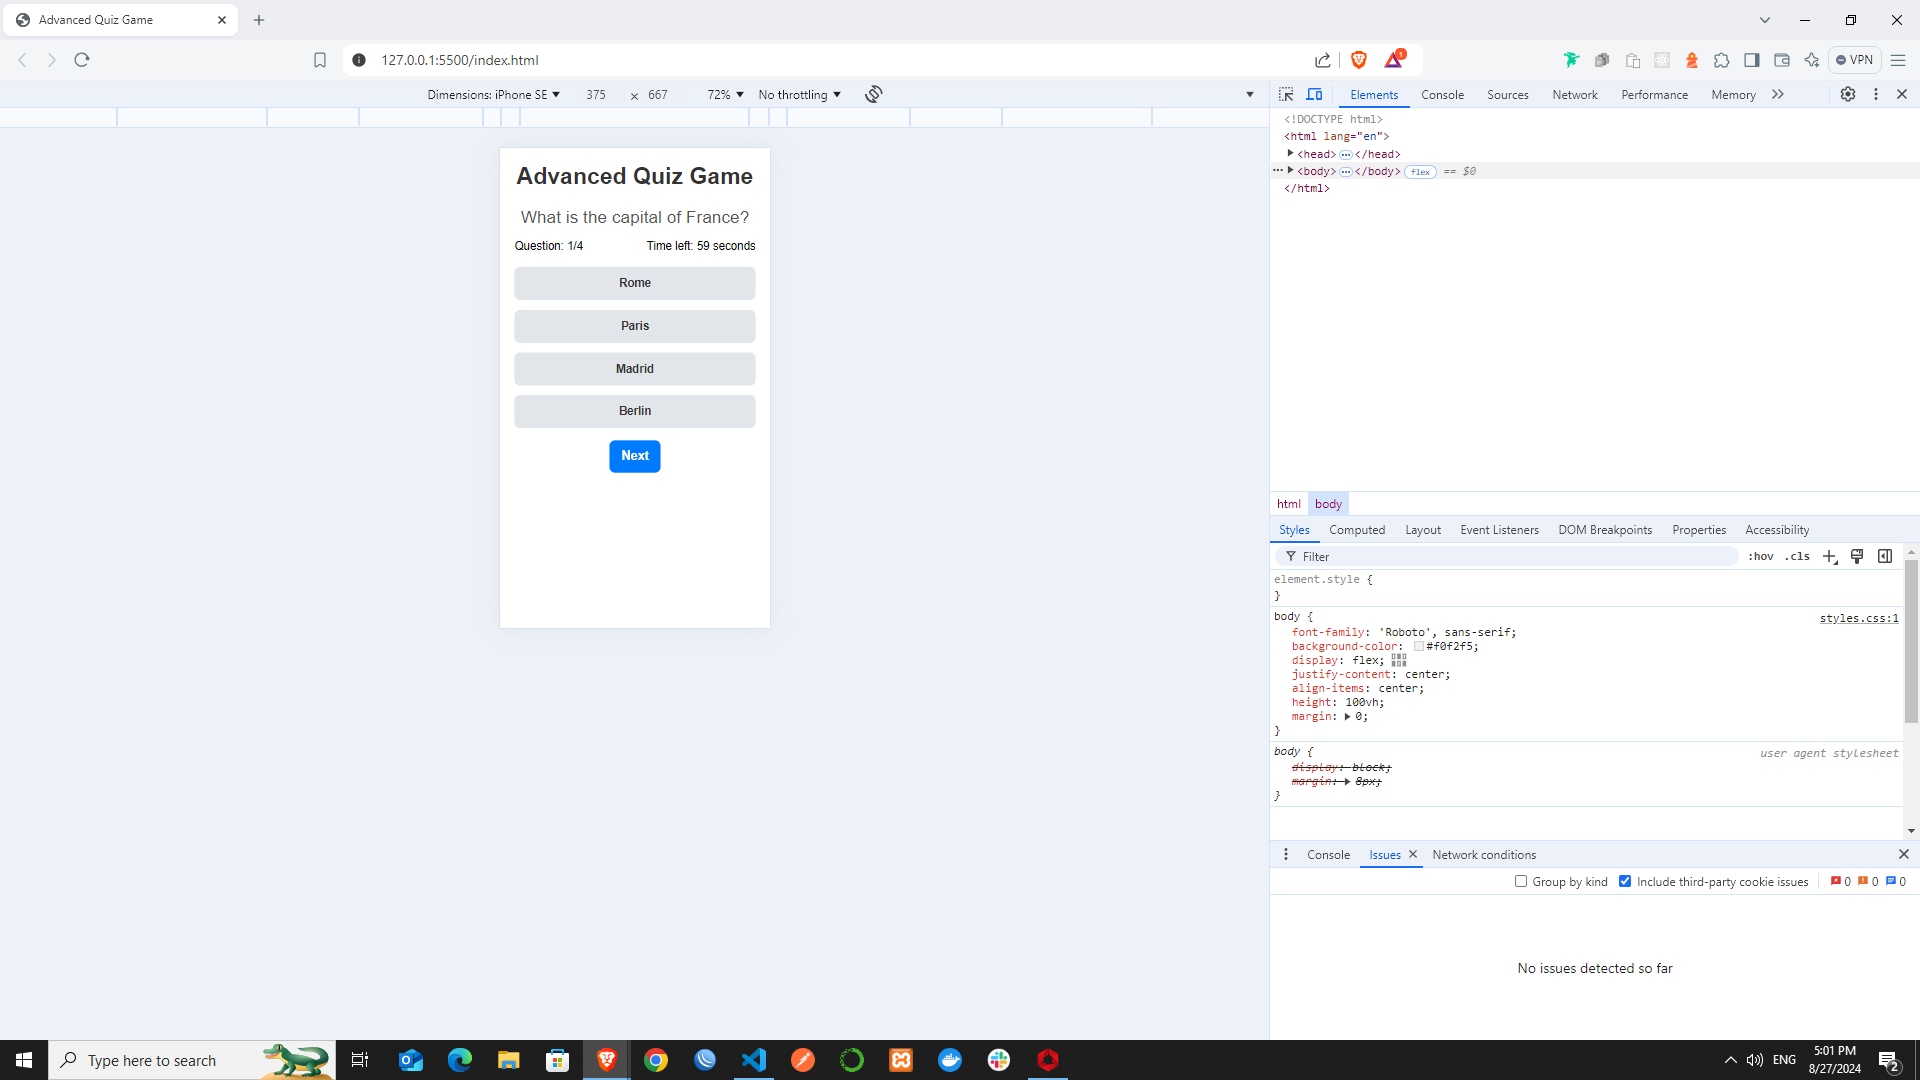 Advanced Quiz Game
127.0.0.1:5500/index.html
1
VPN
Dimensions: iPhone SE ▼ 375 × 667 72% ▼ No throttling ▼
Elements Console Sources Network Performance Memory
<!DOCTYPE html>
<html lang="en">
<head> ••• </head>
••• <body> ••• </body> flex == $0
</html>
Advanced Quiz Game
What is the capital of France?
Question: 1/4 Time left: 59 seconds
Rome
Paris
Madrid
Berlin
Next
html body
Styles Computed Layout Event Listeners DOM Breakpoints Properties Accessibility
Filter :hov .cls
element.style {
}
body { styles.css:1
font-family: 'Roboto', sans-serif;
background-color: #f0f2f5;
display: flex;
justify-content: center;
align-items: center;
height: 100vh;
margin: 0;
}
body { user agent stylesheet
display: block;
margin: 8px;
}
Console Issues Network conditions
Group by kind Include third-party cookie issues 0 0 0
No issues detected so far
Type here to search
ENG
5:01 PM
8/27/2024
2